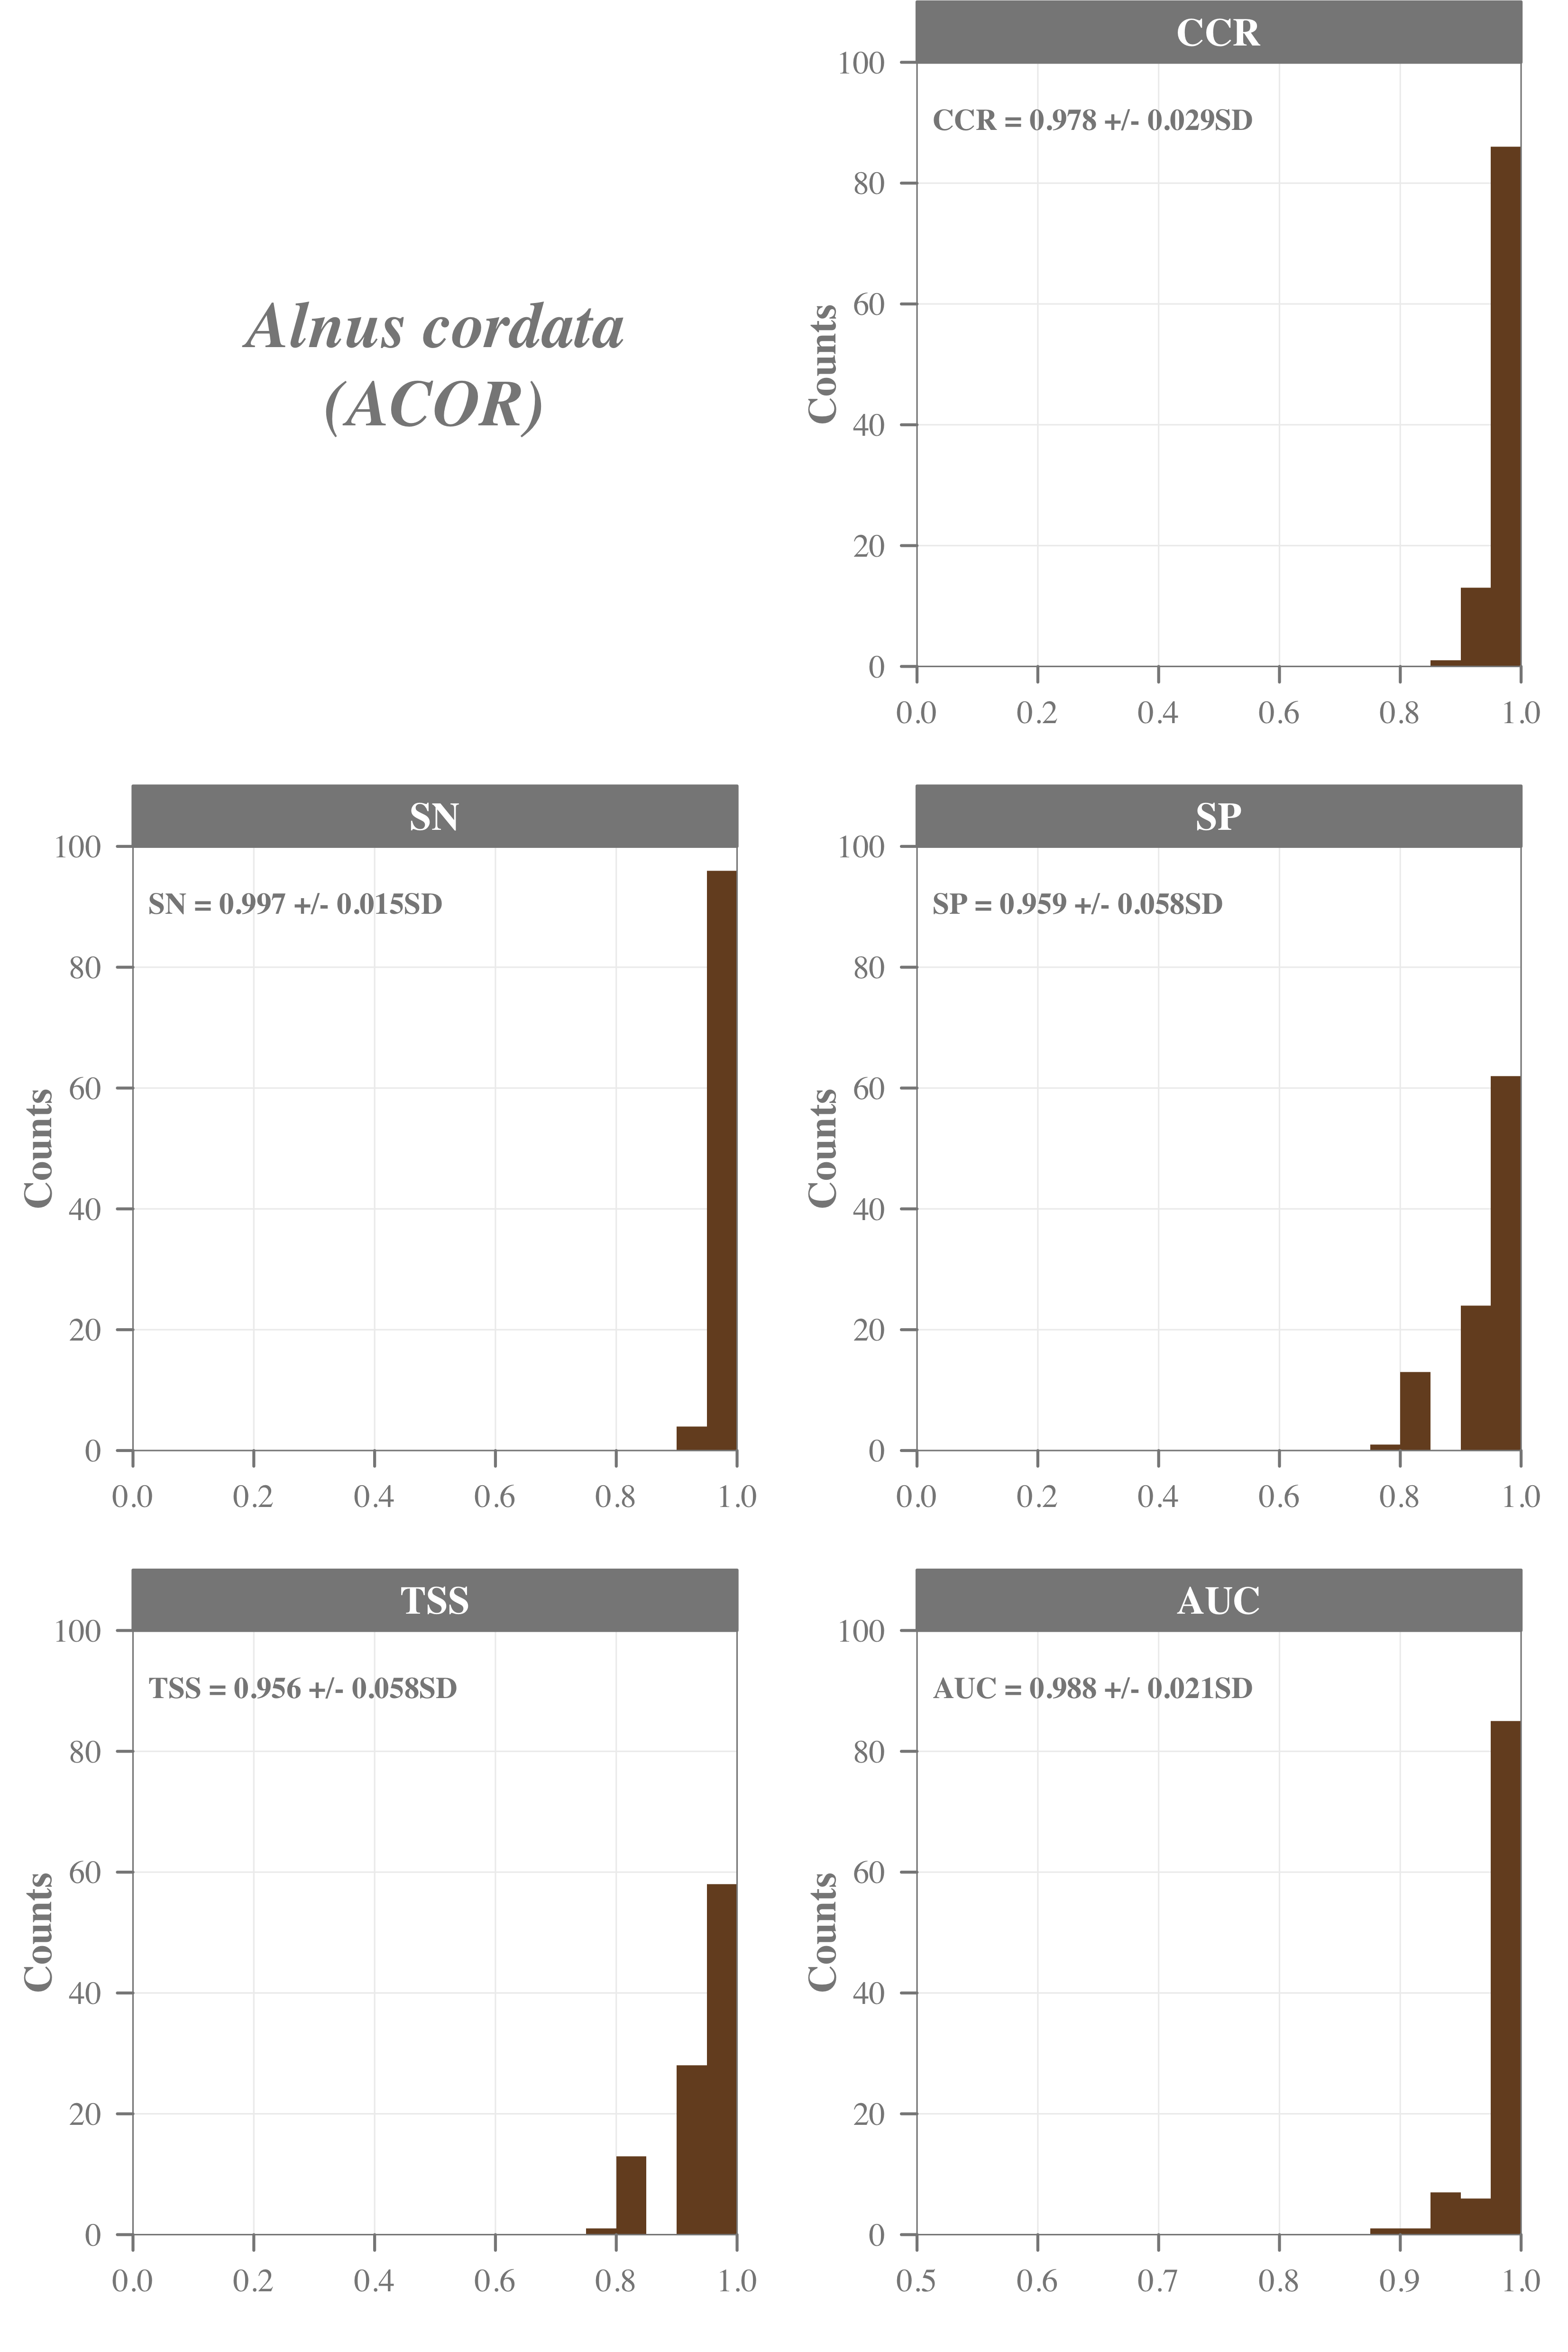 Alnus cordata
(ACOR)
CCR
CCR = 0.978 +/- 0.029SD
Counts
100
80
60
40
20
0
0.0 0.2 0.4 0.6 0.8 1.0
SN
SN = 0.997 +/- 0.015SD
Counts
100
80
60
40
20
0
0.0 0.2 0.4 0.6 0.8 1.0
SP
SP = 0.959 +/- 0.058SD
Counts
100
80
60
40
20
0
0.0 0.2 0.4 0.6 0.8 1.0
TSS
TSS = 0.956 +/- 0.058SD
Counts
100
80
60
40
20
0
0.0 0.2 0.4 0.6 0.8 1.0
AUC
AUC = 0.988 +/- 0.021SD
Counts
100
80
60
40
20
0
0.5 0.6 0.7 0.8 0.9 1.0